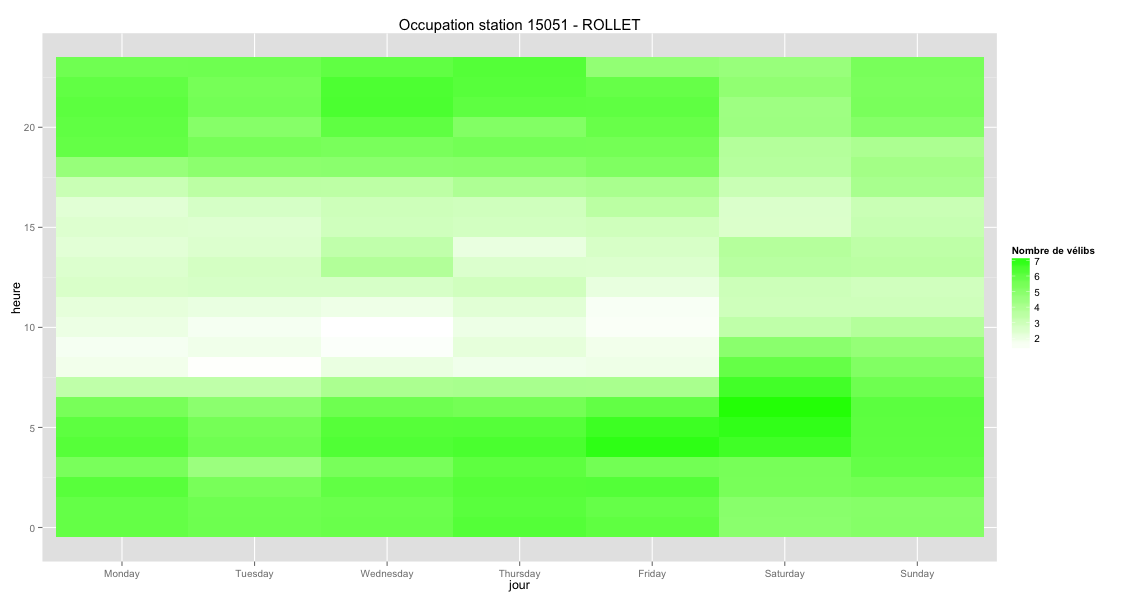 Occupation station 15051 - ROLLET
heure
20
15
10
5
0
Monday Tuesday Wednesday Thursday Friday Saturday Sunday
jour
Nombre de vélibs
7
6
5
4
3
2